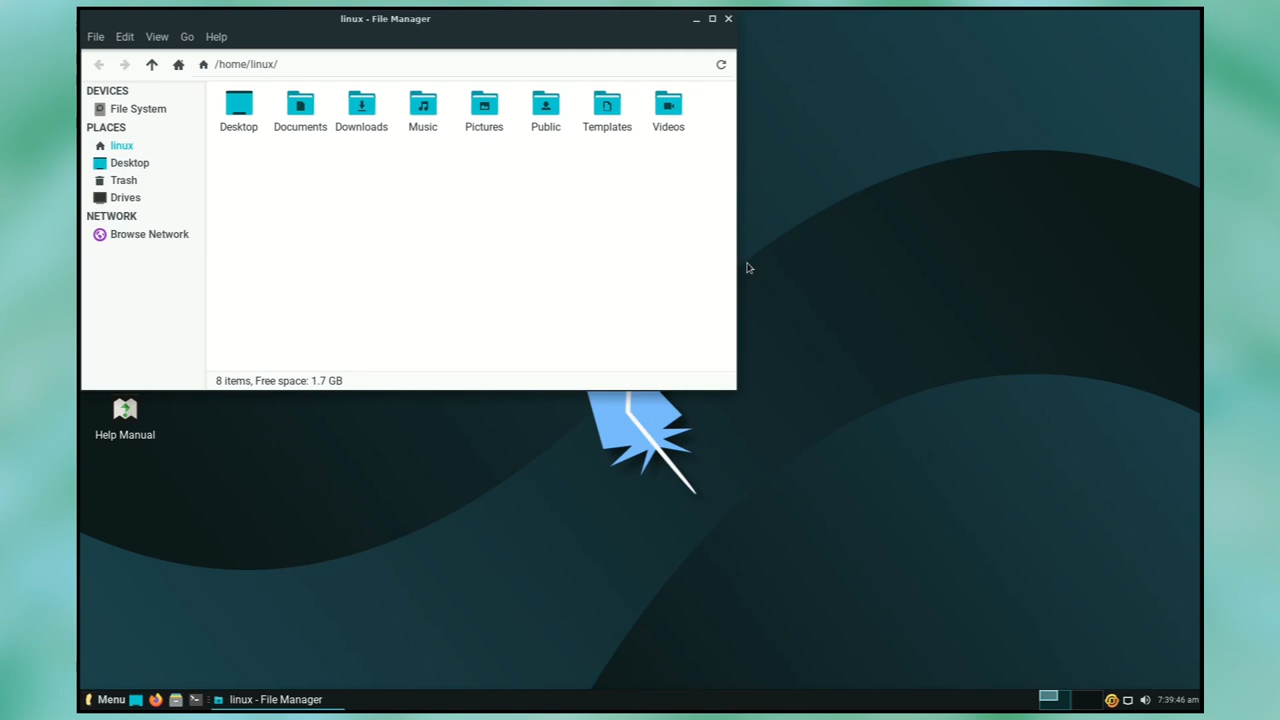 linux - File Manager
File Edit View Go Help
/home/linux/
DEVICES
File System
PLACES
linux
Desktop
Trash
Drives
NETWORK
Browse Network
Desktop Documents Downloads Music Pictures Public Templates Videos
8 items, Free space: 1.7 GB
Help Manual
Menu linux - File Manager 7:39:46 am